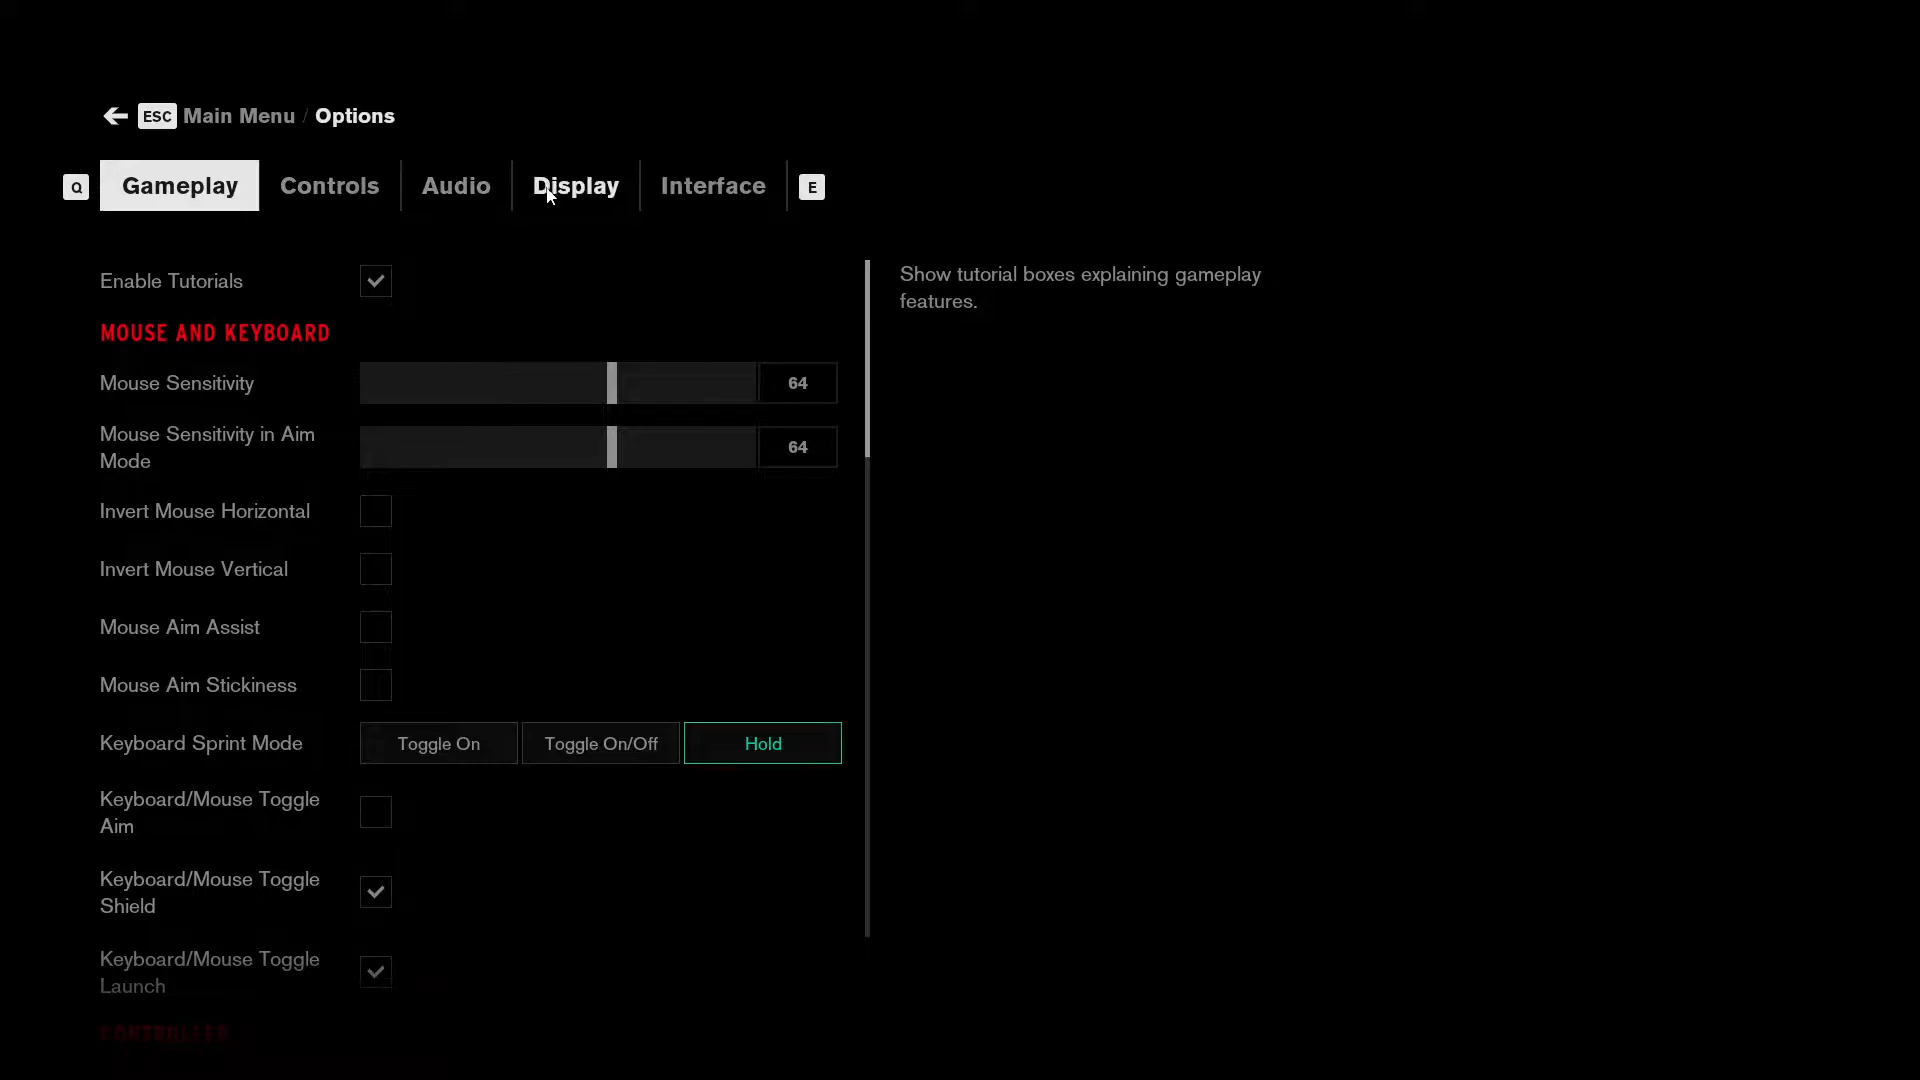 ESC Main Menu / Options
Q Gameplay Controls Audio Display Interface E
Enable Tutorials
Show tutorial boxes explaining gameplay
features.
MOUSE AND KEYBOARD
Mouse Sensitivity 64
Mouse Sensitivity in Aim
Mode
64
Invert Mouse Horizontal
Invert Mouse Vertical
Mouse Aim Assist
Mouse Aim Stickiness
Keyboard Sprint Mode Toggle On Toggle On/Off Hold
Keyboard/Mouse Toggle
Aim
Keyboard/Mouse Toggle
Shield
Keyboard/Mouse Toggle
Launch
CONTROLLER